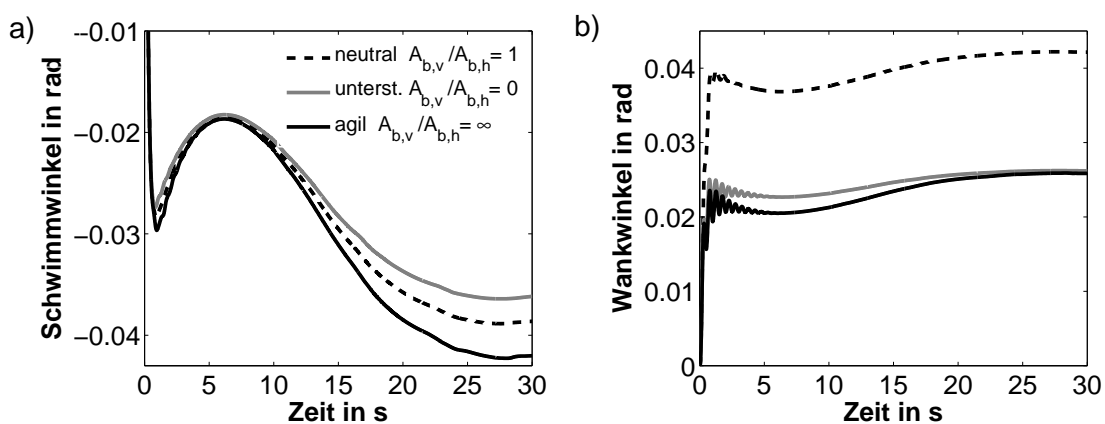 a)
Schwimmwinkel in rad
--0.01
−0.02
−0.03
−0.04
neutral A_b,v /A_b,h = 1
unterst. A_b,v /A_b,h = 0
agil A_b,v /A_b,h = ∞
0 5 10 15 20 25 30
Zeit in s
b)
Wankwinkel in rad
0.04
0.03
0.02
0.01
0
0 5 10 15 20 25 30
Zeit in s